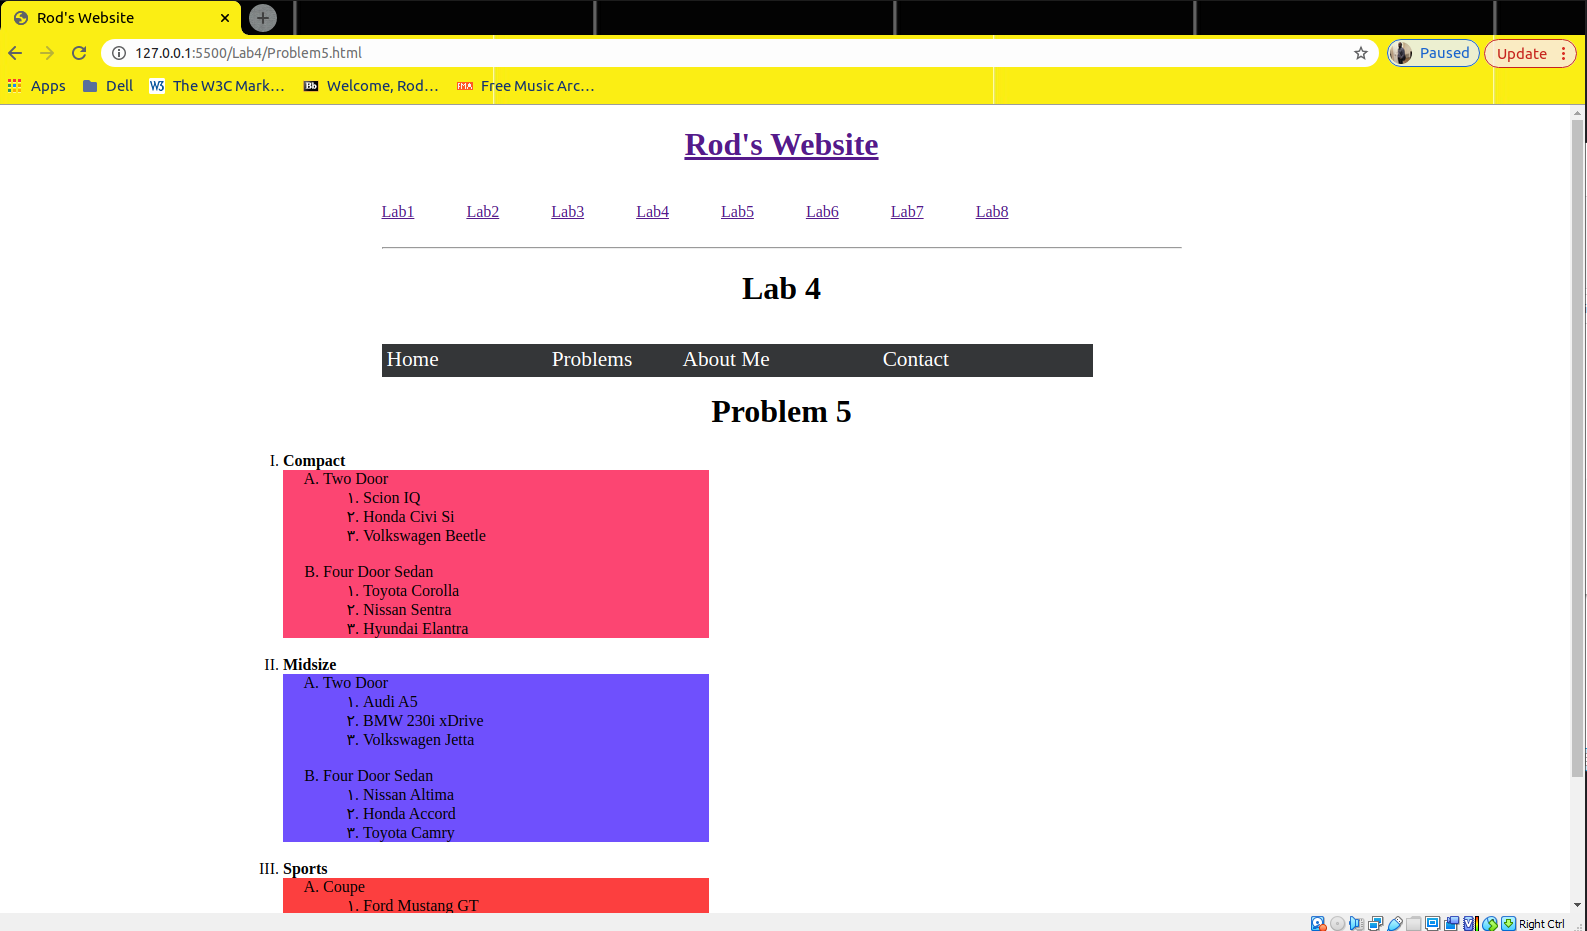 Rod's Website
127.0.0.1:5500/Lab4/Problem5.html
Paused
Update
Apps Dell The W3C Mark... Welcome, Rod... Free Music Arc...
Rod's Website
Lab1 Lab2 Lab3 Lab4 Lab5 Lab6 Lab7 Lab8
Lab 4
Home Problems About Me Contact
Problem 5
I. Compact
A. Two Door
١. Scion IQ
٢. Honda Civi Si
٣. Volkswagen Beetle
B. Four Door Sedan
١. Toyota Corolla
٢. Nissan Sentra
٣. Hyundai Elantra
II. Midsize
A. Two Door
١. Audi A5
٢. BMW 230i xDrive
٣. Volkswagen Jetta
B. Four Door Sedan
١. Nissan Altima
٢. Honda Accord
٣. Toyota Camry
III. Sports
A. Coupe
١. Ford Mustang GT
Right Ctrl